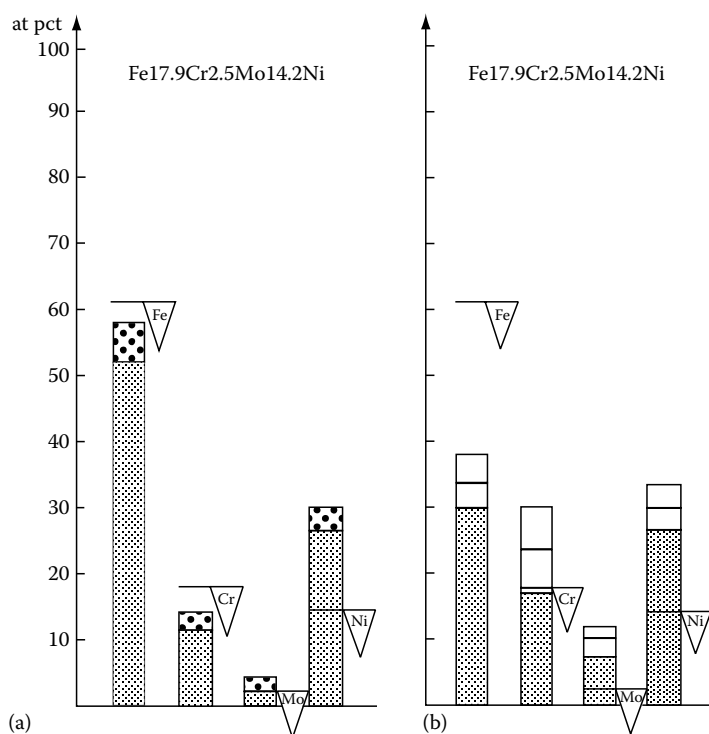 at pct
100
90
80
70
60
50
40
30
20
10
Fe17.9Cr2.5Mo14.2Ni
Fe
Cr
Mo
Ni
(a)
Fe17.9Cr2.5Mo14.2Ni
Fe
Cr
Mo
Ni
(b)